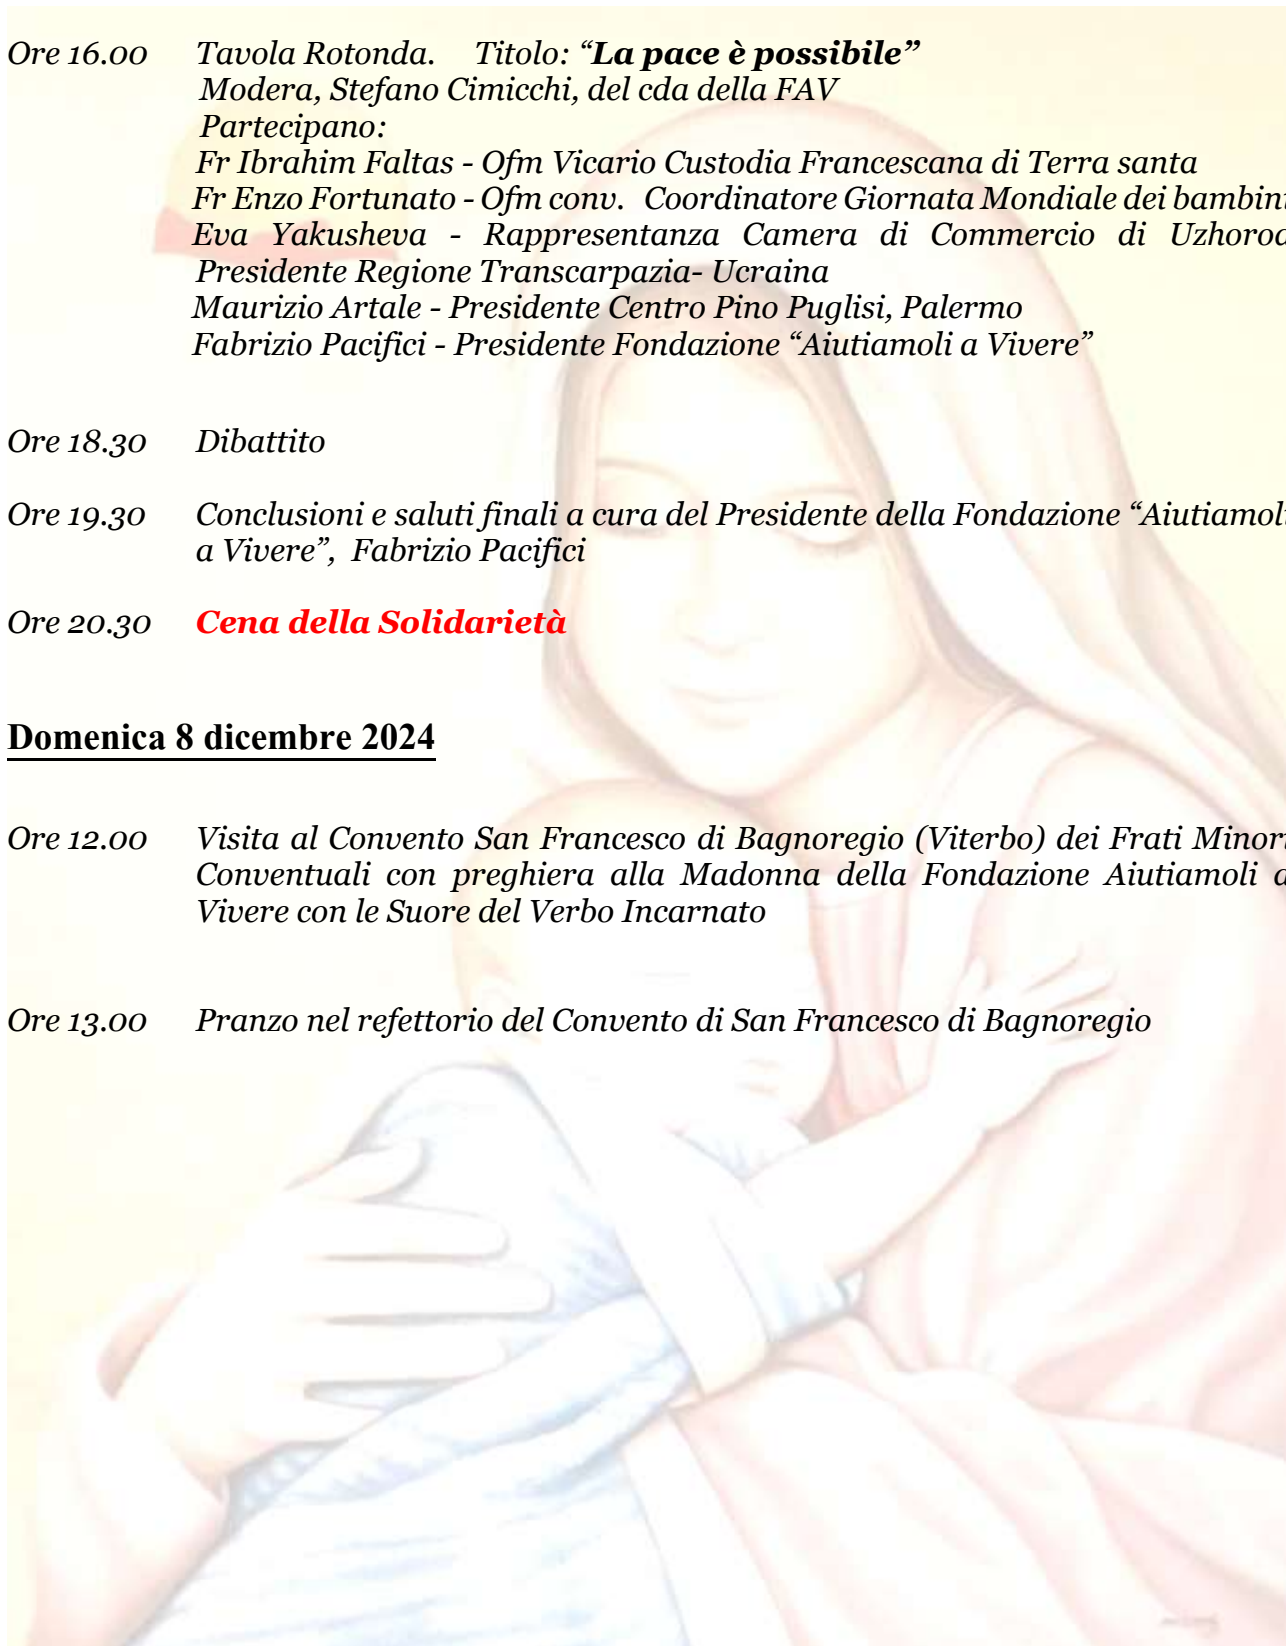 Ore 16.00 Tavola Rotonda. Titolo: “La pace è possibile”
Modera, Stefano Cimicchi, del cda della FAV
Partecipano:
Fr Ibrahim Faltas - Ofm Vicario Custodia Francescana di Terra santa
Fr Enzo Fortunato - Ofm conv. Coordinatore Giornata Mondiale dei bambini
Eva Yakusheva - Rappresentanza Camera di Commercio di Uzhorod
Presidente Regione Transcarpazia- Ucraina
Maurizio Artale - Presidente Centro Pino Puglisi, Palermo
Fabrizio Pacifici - Presidente Fondazione “Aiutiamoli a Vivere”
Ore 18.30 Dibattito
Ore 19.30 Conclusioni e saluti finali a cura del Presidente della Fondazione “Aiutiamoli
a Vivere”, Fabrizio Pacifici
Ore 20.30 Cena della Solidarietà
Domenica 8 dicembre 2024
Ore 12.00 Visita al Convento San Francesco di Bagnoregio (Viterbo) dei Frati Minori
Conventuali con preghiera alla Madonna della Fondazione Aiutiamoli a
Vivere con le Suore del Verbo Incarnato
Ore 13.00 Pranzo nel refettorio del Convento di San Francesco di Bagnoregio